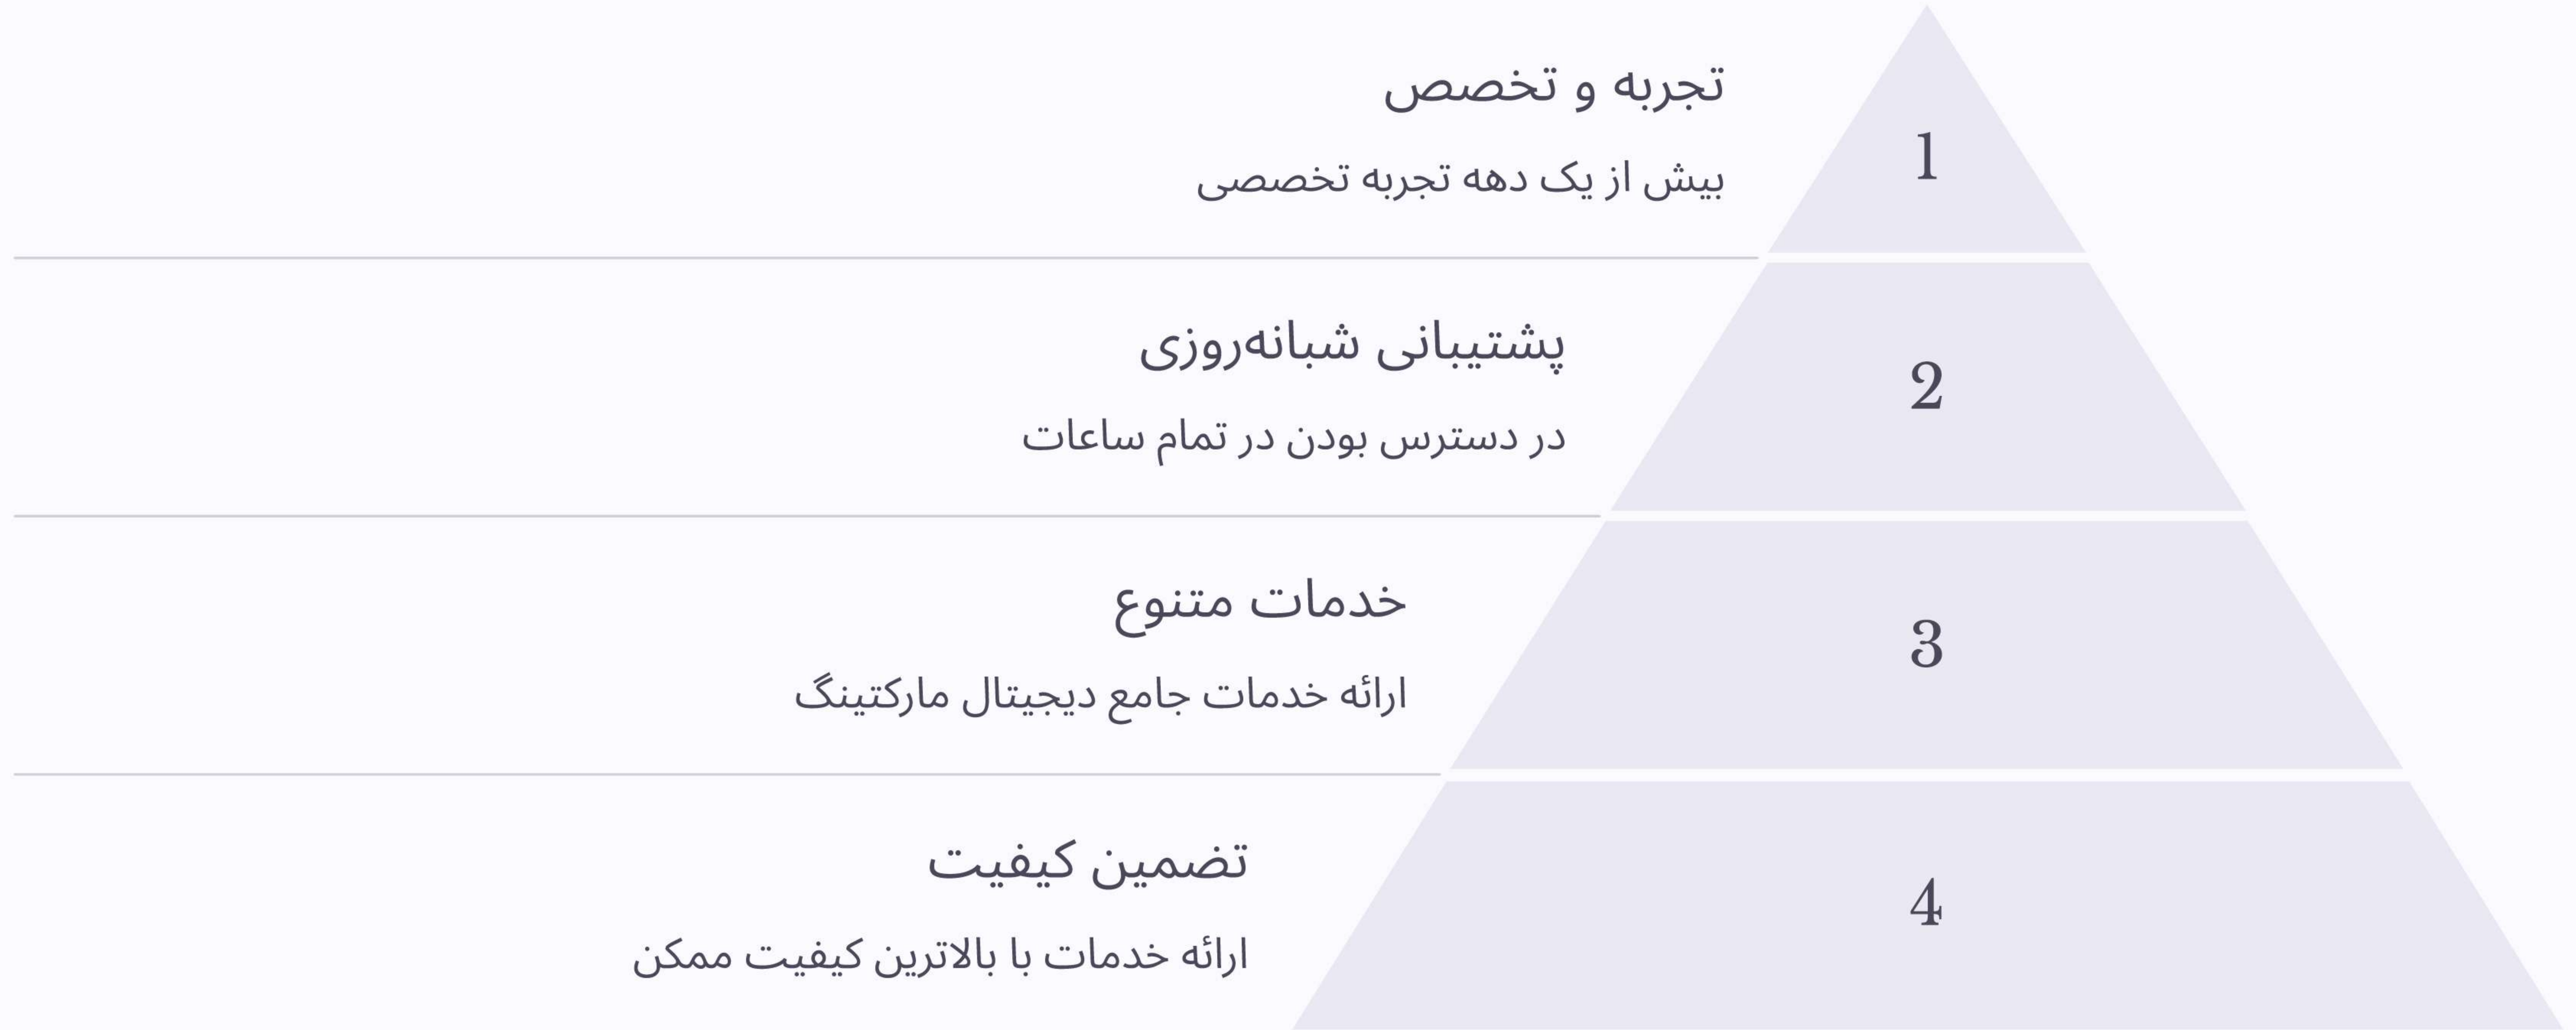 تجربه و تخصص
بیش از یک دهه تجربه تخصصی
1
پشتیبانی شبانه‌روزی
در دسترس بودن در تمام ساعات
2
خدمات متنوع
ارائه خدمات جامع دیجیتال مارکتینگ
3
تضمین کیفیت
ارائه خدمات با بالاترین کیفیت ممکن
4